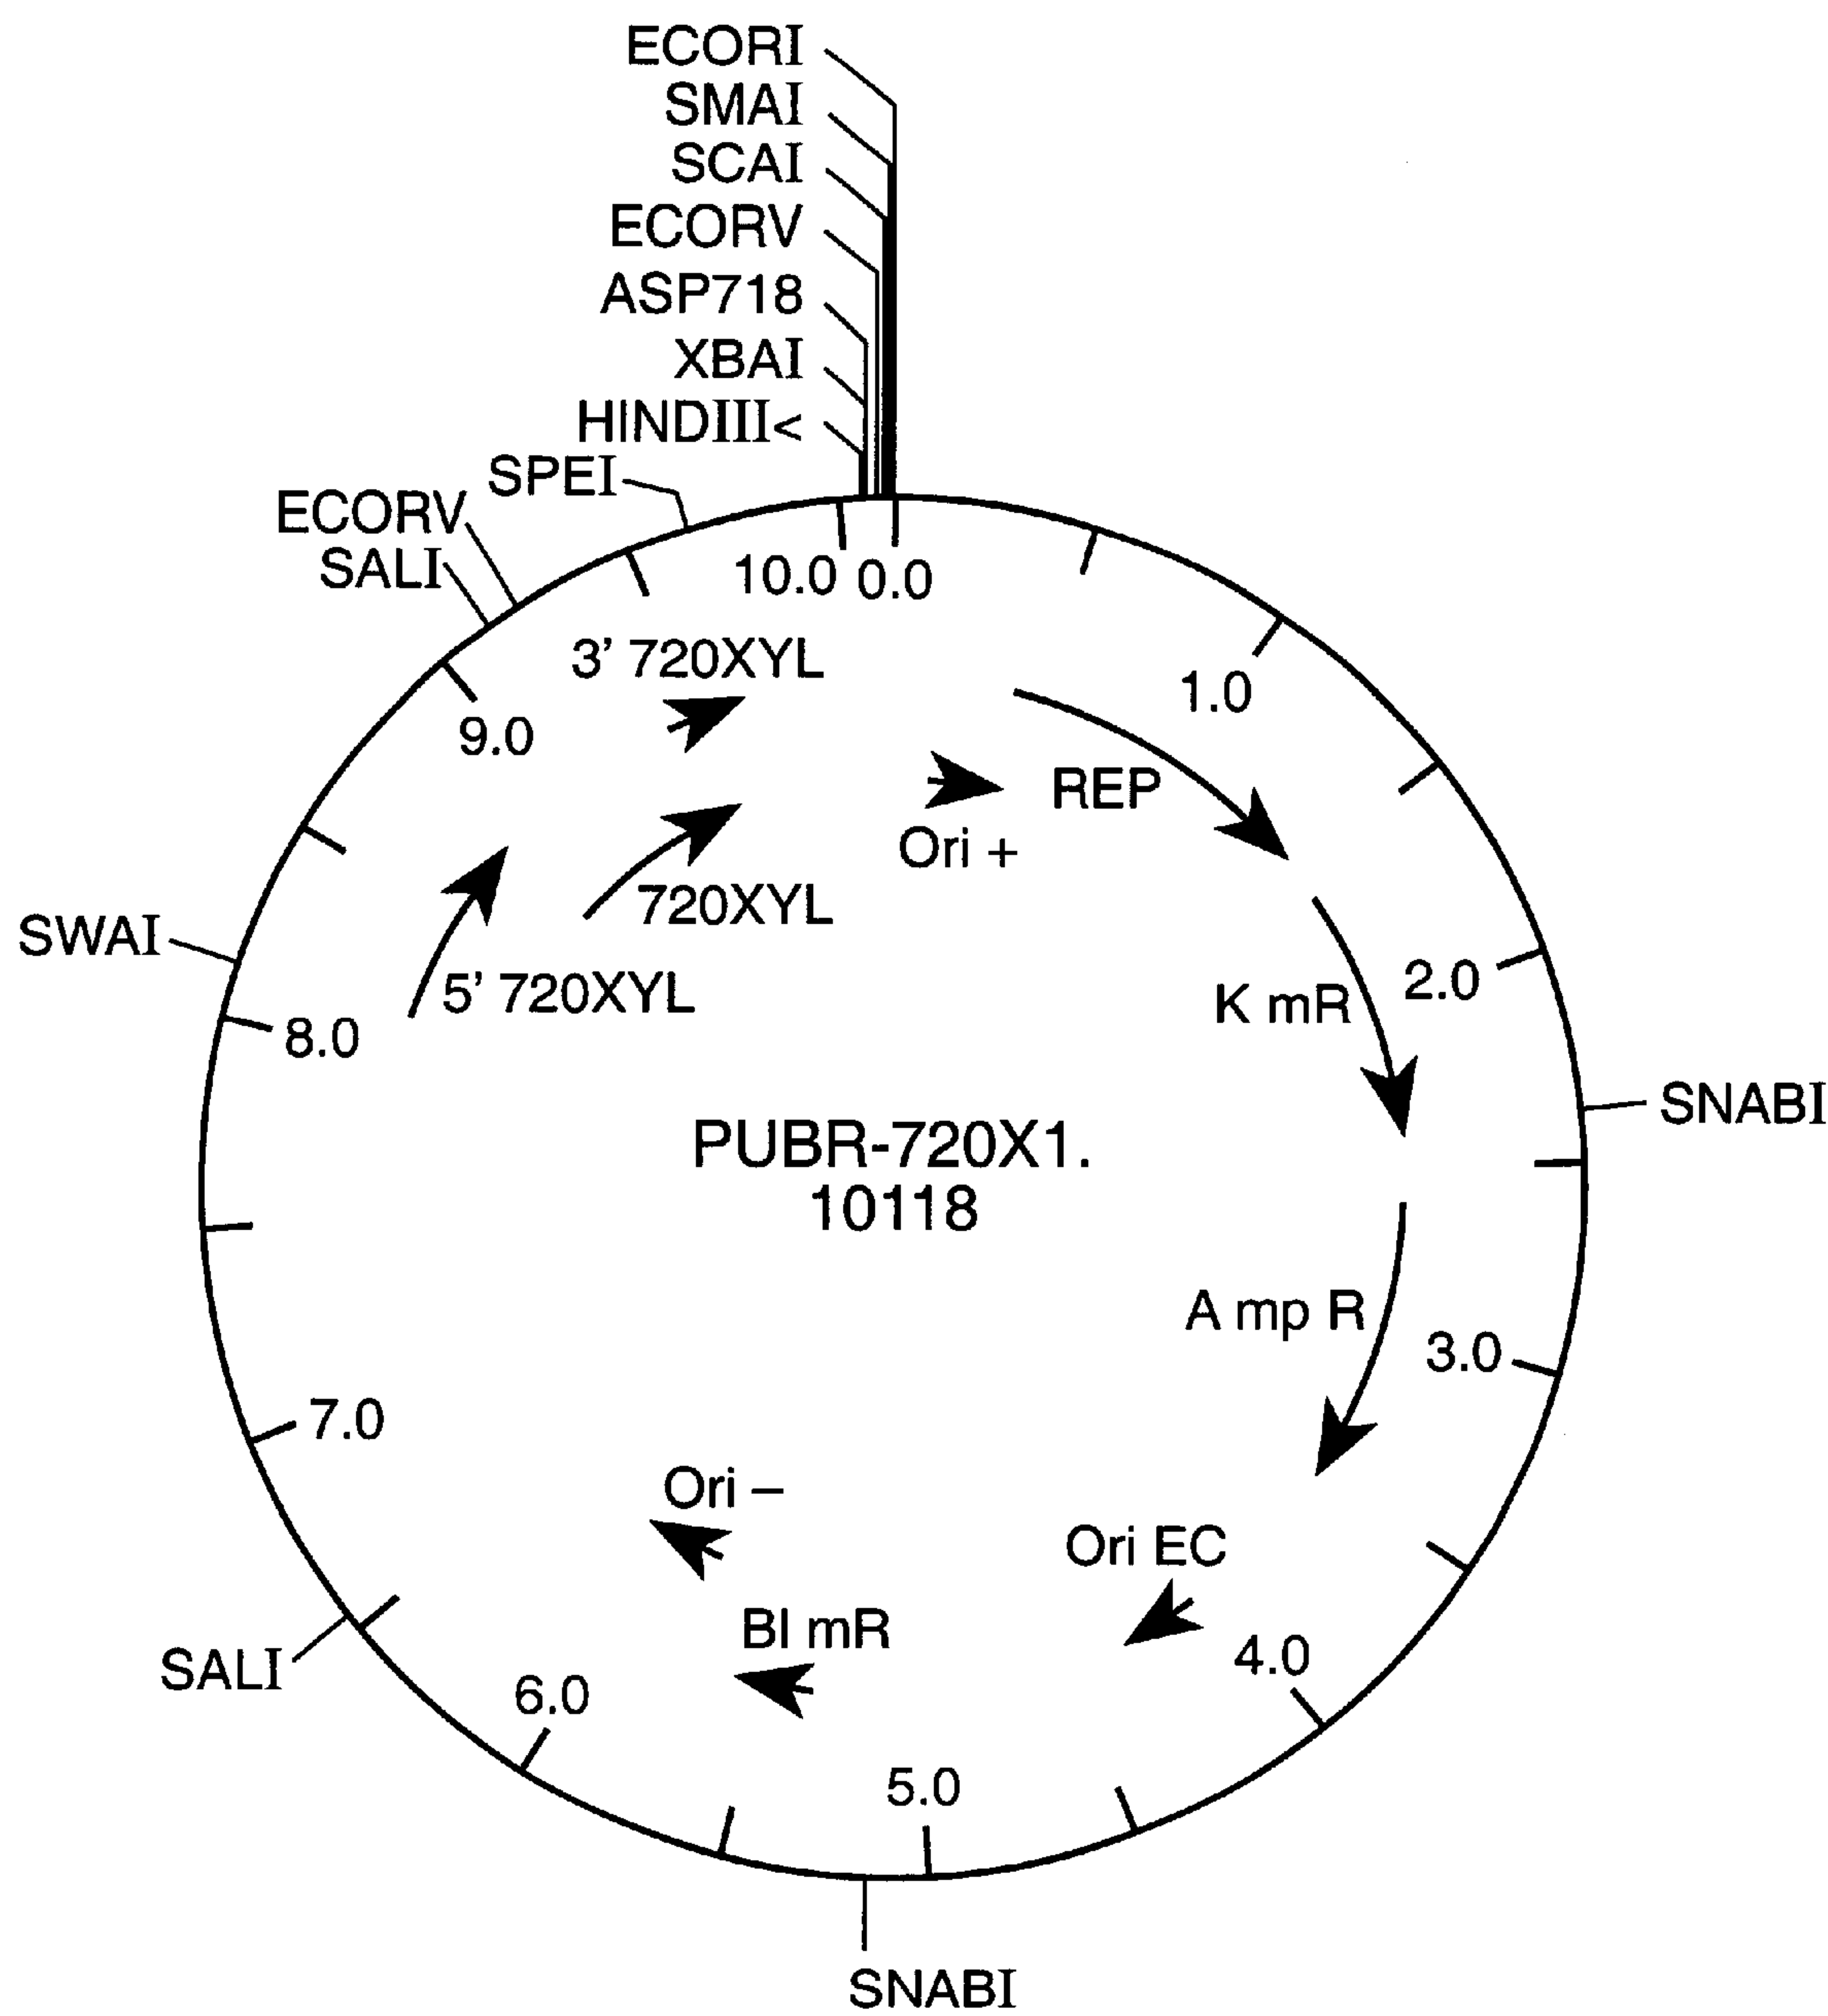 ECORI
SMAI
SCAI
ECORV
ASP718
XBAI
HINDIII<
SPEI
ECORV
SALI
10.0
0.0
3' 720XYL
1.0
9.0
REP
Ori +
720XYL
SWAI
5' 720XYL
2.0
K mR
8.0
SNABI
PUBR-720X1.
10118
A mp R
3.0
7.0
Ori –
Ori EC
Bl mR
4.0
SALI
6.0
5.0
SNABI